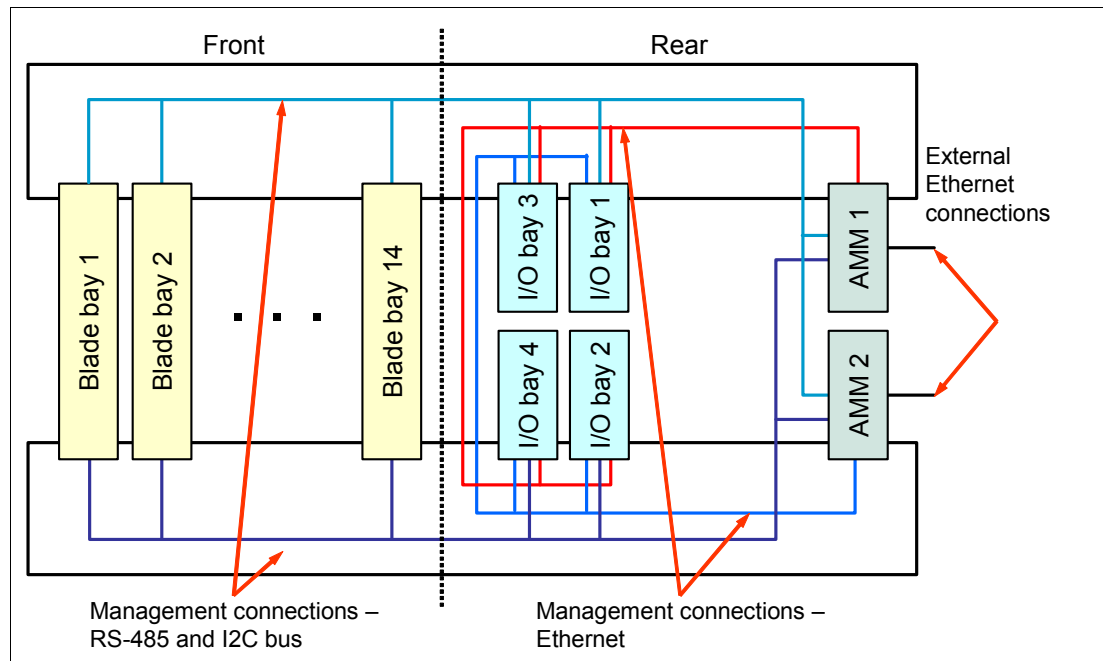 Front
Rear
Blade bay 1
Blade bay 2
Blade bay 14
I/O bay 3
I/O bay 1
I/O bay 4
I/O bay 2
AMM 1
AMM 2
External
Ethernet
connections
Management connections –
RS-485 and I2C bus
Management connections –
Ethernet